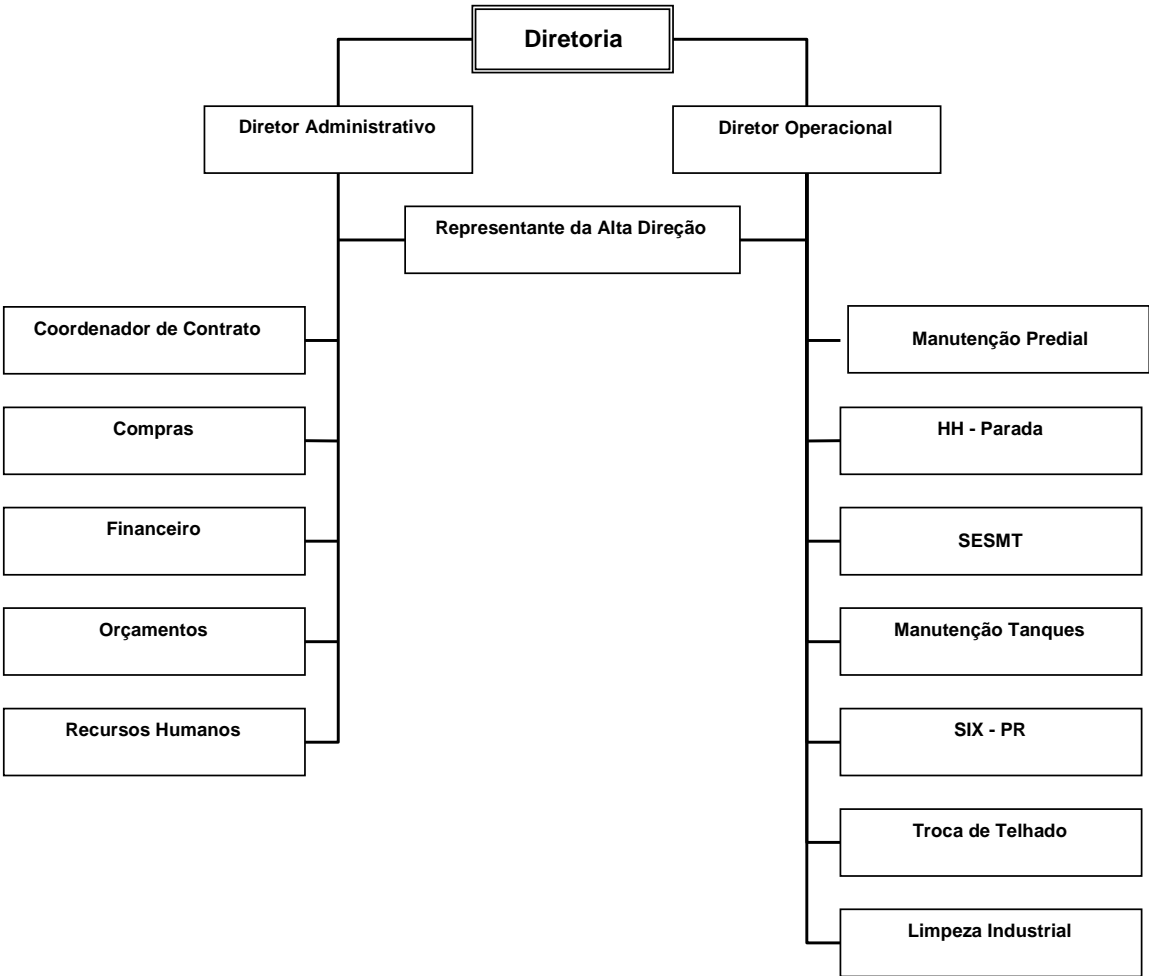 Diretoria
Diretor Administrativo
Diretor Operacional
Representante da Alta Direção
Coordenador de Contrato
Manutenção Predial
Compras
HH - Parada
Financeiro
SESMT
Orçamentos
Manutenção Tanques
Recursos Humanos
SIX - PR
Troca de Telhado
Limpeza Industrial